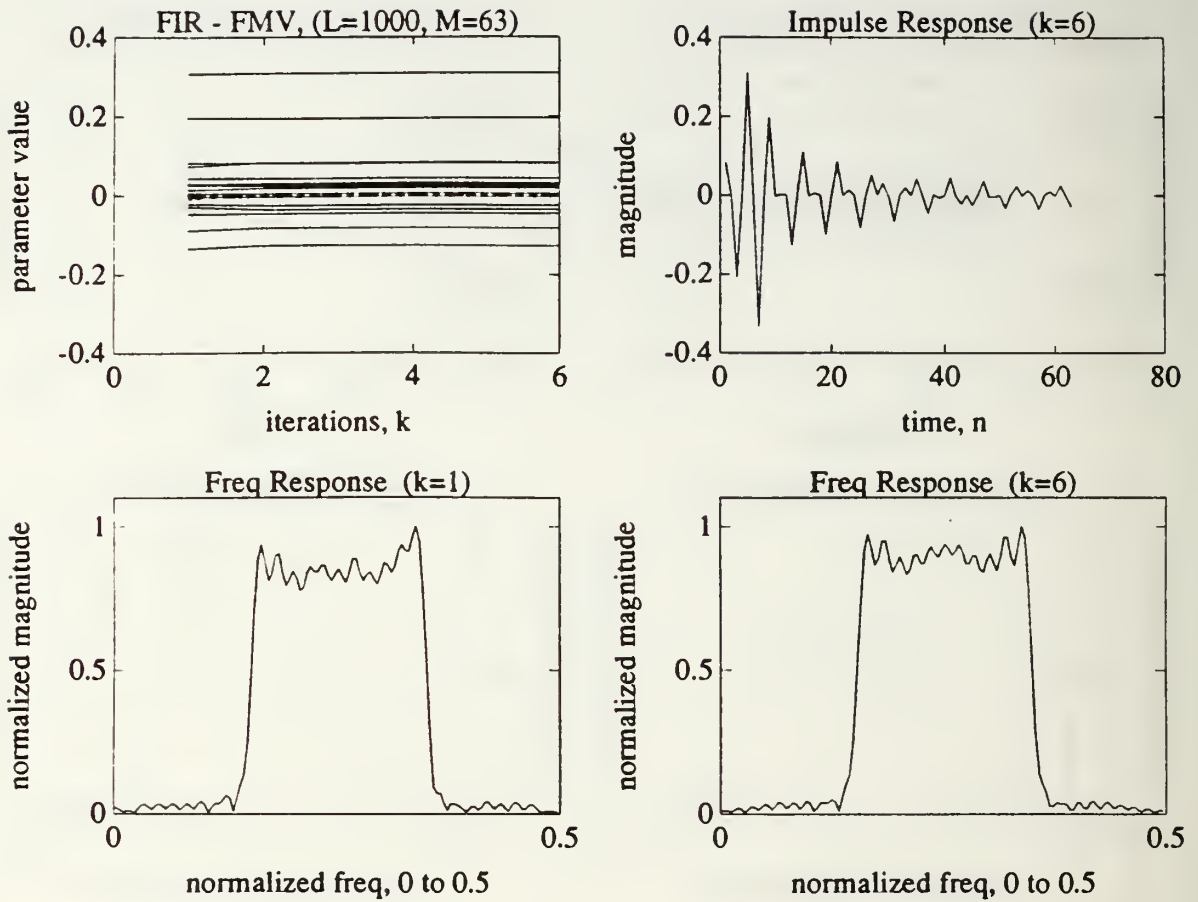 FIR - FMV, (L=1000, M=63)
0.4
0.2
0
-0.2
-0.4
parameter value
0
2
4
6
iterations, k
Impulse Response (k=6)
0.4
0.2
0
-0.2
-0.4
magnitude
0
20
40
60
80
time, n
Freq Response (k=1)
1
0.5
0
normalized magnitude
0
0.5
normalized freq, 0 to 0.5
Freq Response (k=6)
1
0.5
0
normalized magnitude
0
0.5
normalized freq, 0 to 0.5